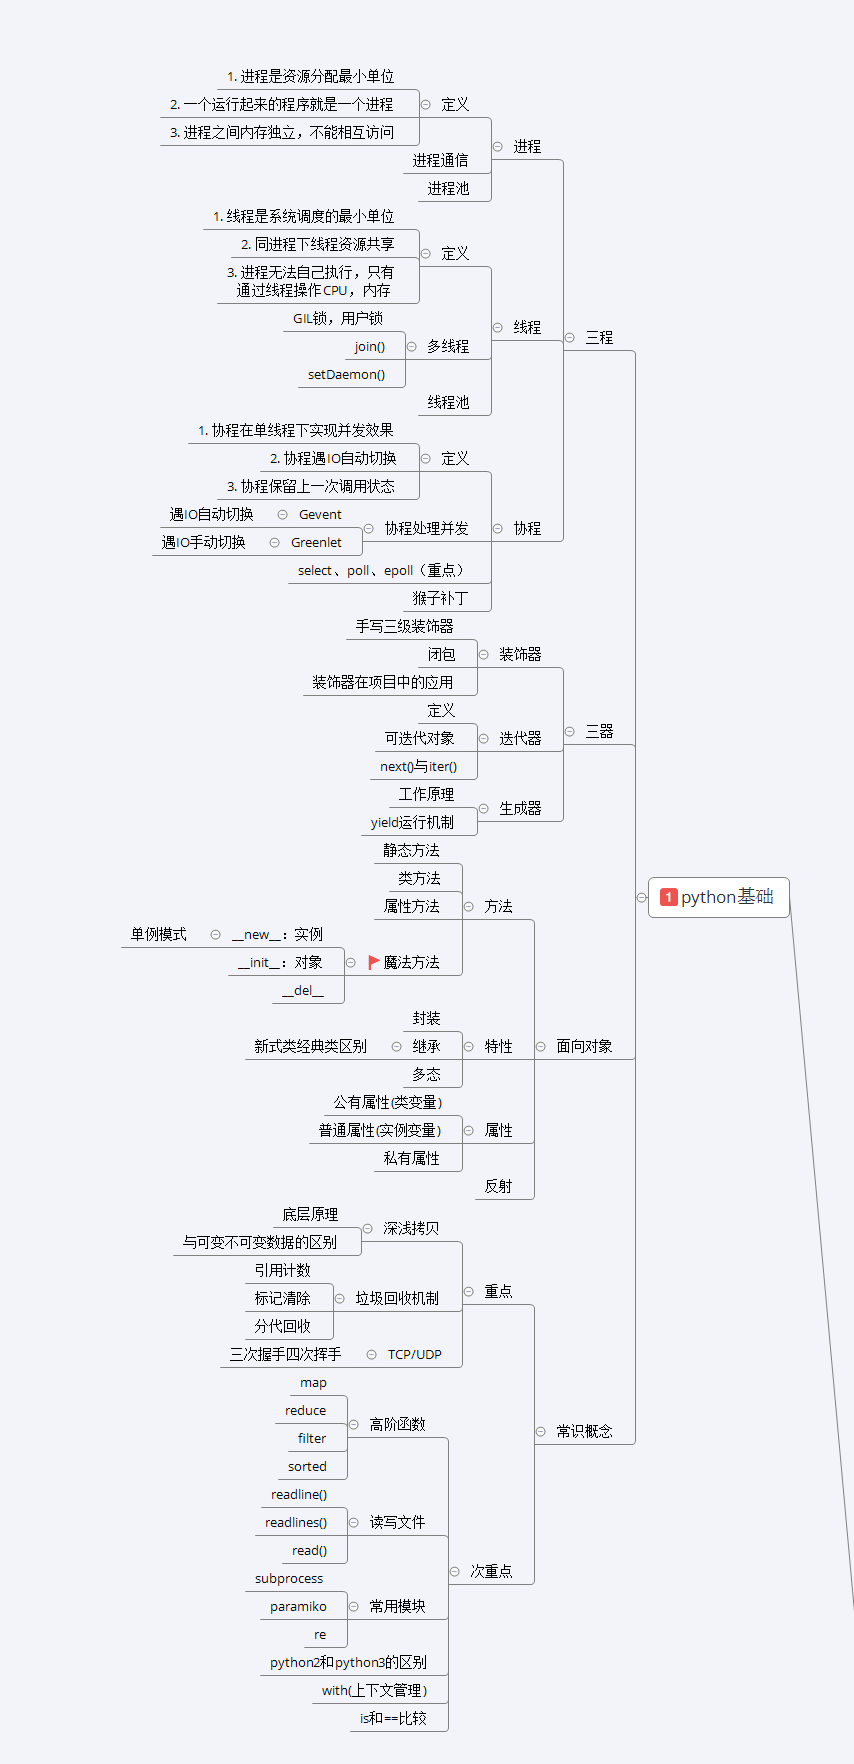 1. 进程是资源分配最小单位
2. 一个运行起来的程序就是一个进程
定义
3. 进程之间内存独立，不能相互访问
进程
进程通信
进程池
1. 线程是系统调度的最小单位
2. 同进程下线程资源共享
定义
3. 进程无法自己执行，只有
通过线程操作CPU，内存
GIL锁，用户锁
线程
三程
join()
多线程
setDaemon()
线程池
1. 协程在单线程下实现并发效果
2. 协程遇IO自动切换
定义
3. 协程保留上一次调用状态
遇IO自动切换
Gevent
协程处理并发
协程
遇IO手动切换
Greenlet
select、poll、epoll（重点）
猴子补丁
手写三级装饰器
闭包
装饰器
装饰器在项目中的应用
定义
三器
可迭代对象
迭代器
next()与iter()
工作原理
生成器
yield运行机制
静态方法
类方法
1 python基础
属性方法
方法
单例模式
__new__：实例
__init__：对象
魔法方法
__del__
封装
新式类经典类区别
继承
特性
面向对象
多态
公有属性(类变量)
普通属性(实例变量)
属性
私有属性
反射
底层原理
深浅拷贝
与可变不可变数据的区别
引用计数
重点
标记清除
垃圾回收机制
分代回收
三次握手四次挥手
TCP/UDP
map
reduce
高阶函数
常识概念
filter
sorted
readline()
readlines()
读写文件
read()
次重点
subprocess
paramiko
常用模块
re
python2和python3的区别
with(上下文管理)
is和==比较